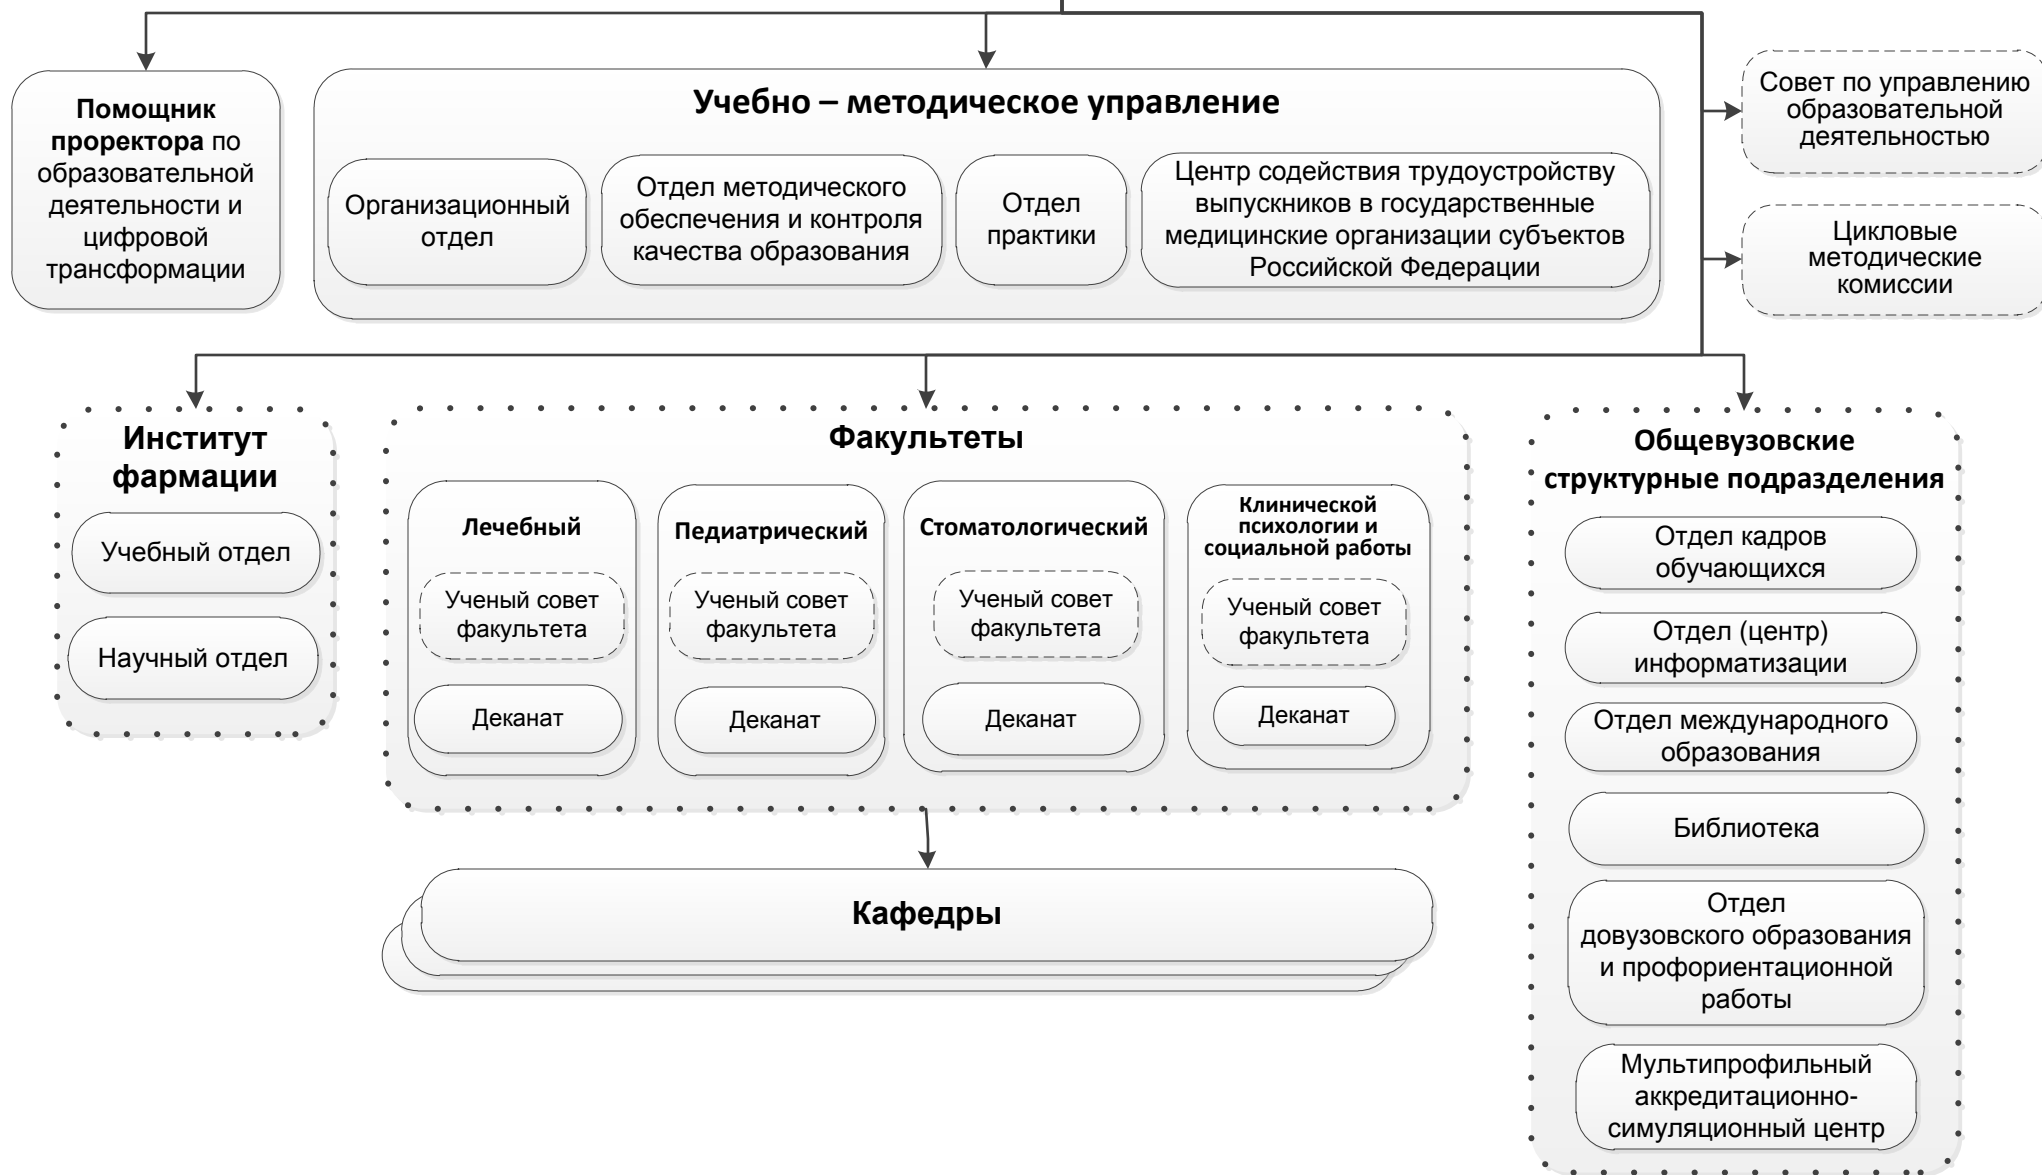 Помощник
проректора по
образовательной
деятельности и
цифровой
трансформации
Учебно – методическое управление
Организационный
отдел
Отдел методического
обеспечения и контроля
качества образования
Отдел
практики
Центр содействия трудоустройству
выпускников в государственные
медицинские организации субъектов
Российской Федерации
Совет по управлению
образовательной
деятельностью
Цикловые
методические
комиссии
Институт
фармации
Учебный отдел
Научный отдел
Факультеты
Лечебный
Ученый совет
факультета
Деканат
Педиатрический
Ученый совет
факультета
Деканат
Стоматологический
Ученый совет
факультета
Деканат
Клинической
психологии и
социальной работы
Ученый совет
факультета
Деканат
Кафедры
Общевузовские
структурные подразделения
Отдел кадров
обучающихся
Отдел (центр)
информатизации
Отдел международного
образования
Библиотека
Отдел
довузовского образования
и профориентационной
работы
Мультипрофильный
аккредитационно-
симуляционный центр